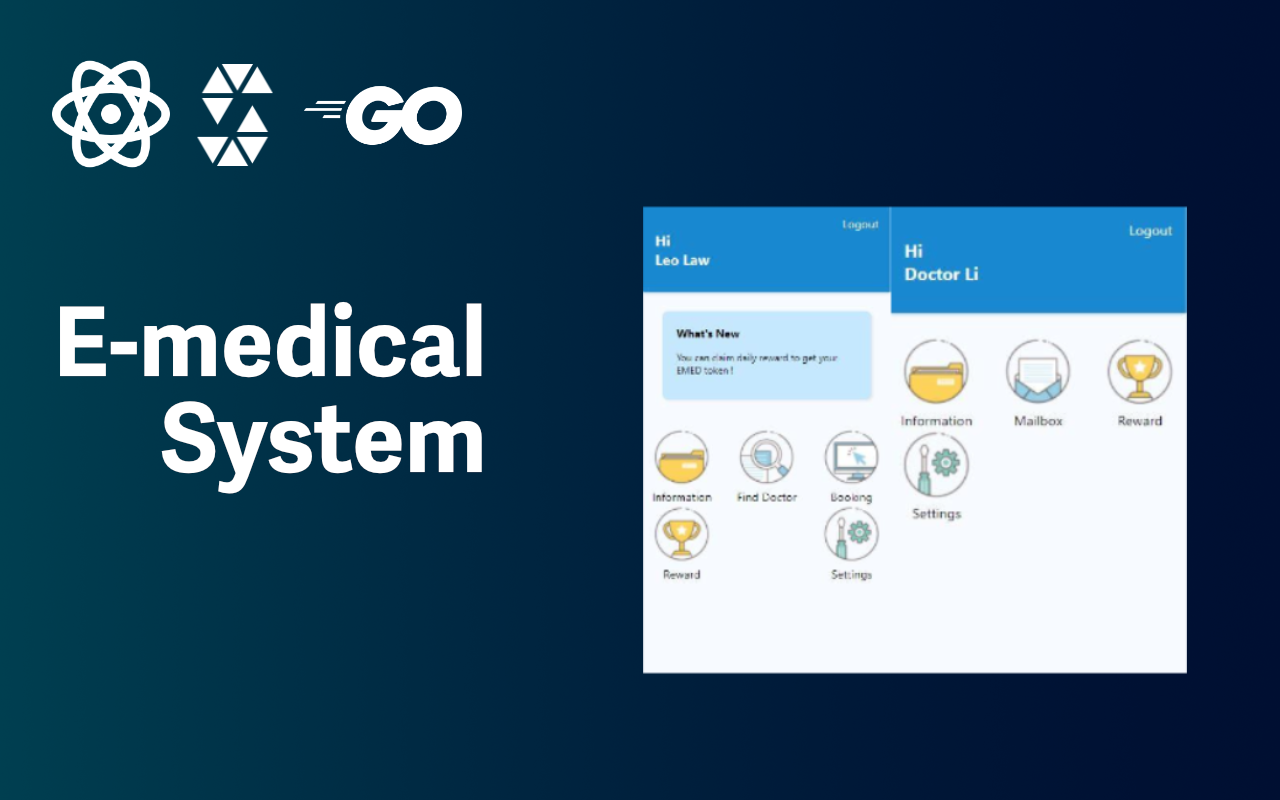 GO
E-medical
System
Logout
Hi
Leo Law
What's New
You can claim daily reward to get your
EMED token !
Information
Find Doctor
Booking
Reward
Settings
Logout
Hi
Doctor Li
Information
Mailbox
Reward
Settings